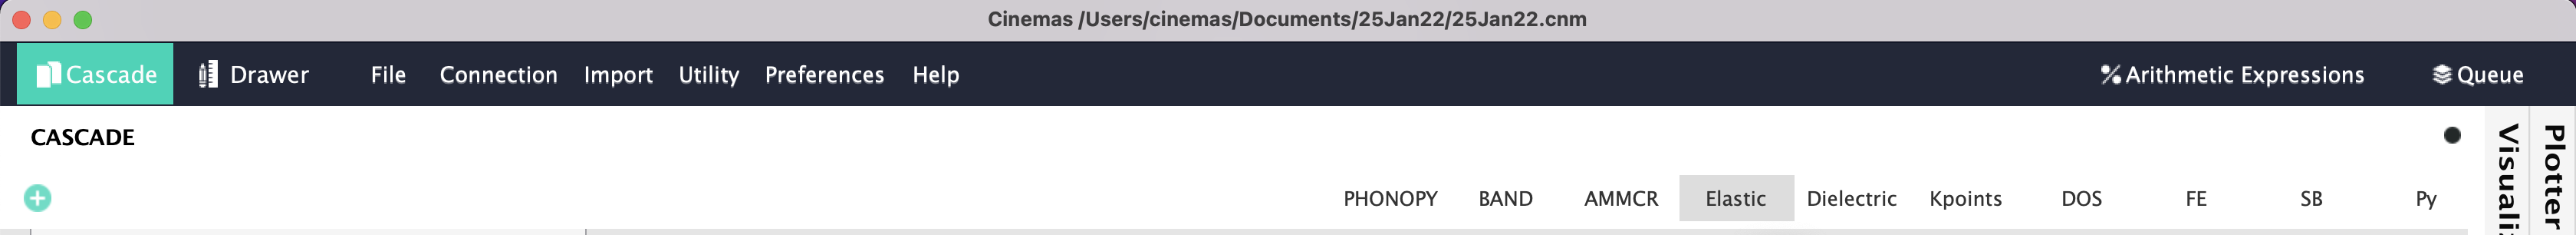 Cinemas /Users/cinemas/Documents/25Jan22/25Jan22.cnm
Cascade Drawer File Connection Import Utility Preferences Help Arithmetic Expressions Queue
CASCADE
PHONOPY BAND AMMCR Elastic Dielectric Kpoints DOS FE SB Py
Plotter